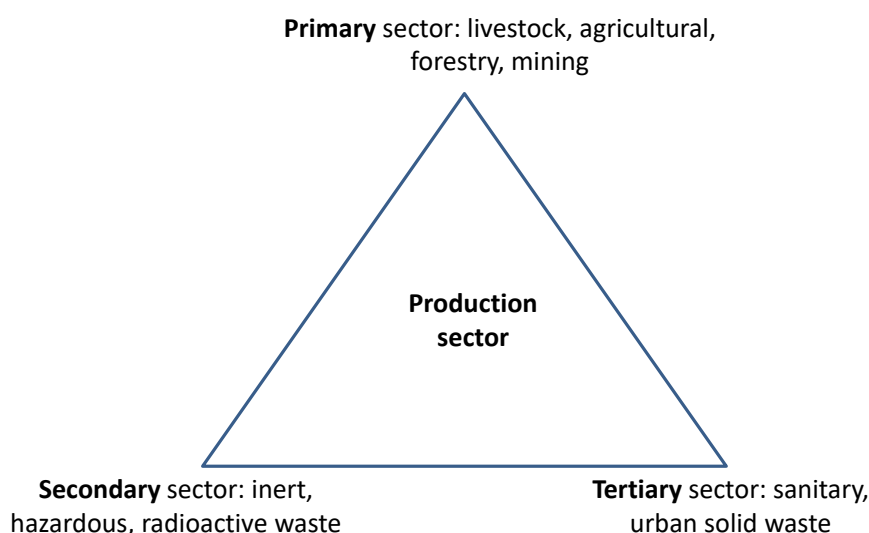 Primary sector: livestock, agricultural,
forestry, mining
Production
sector
Secondary sector: inert,
hazardous, radioactive waste
Tertiary sector: sanitary,
urban solid waste